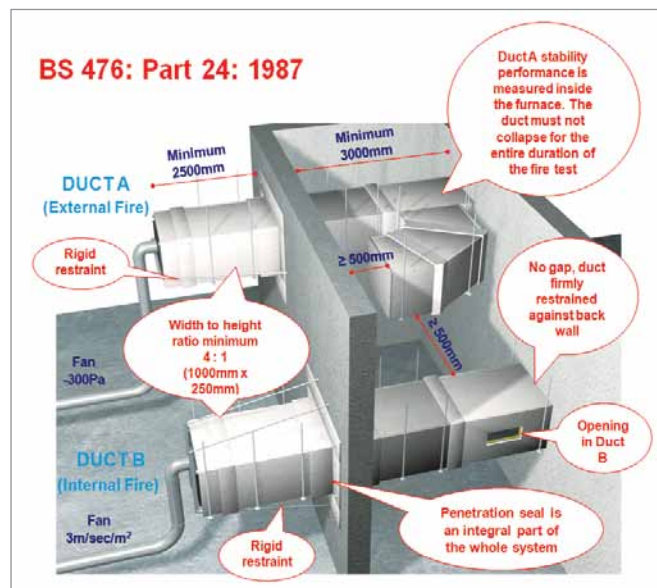 BS 476: Part 24: 1987
Duct A stability
performance is
measured inside
the furnace. The
duct must not
collapse for the
entire duration of
the fire test
Minimum
2500mm
Minimum
3000mm
DUCT A
(External Fire)
Rigid
restraint
≥ 500mm
No gap, duct
firmly
restrained
against back
wall
Width to height
ratio minimum
4 : 1
(1000mm x
250mm)
≥ 500mm
Fan
-300Pa
Opening
in Duct
B
DUCT B
(Internal Fire)
Fan
3m/sec/m²
Rigid
restraint
Penetration seal is
an integral part of
the whole system